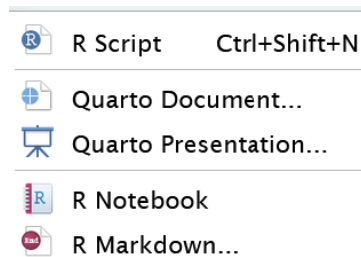 R Script Ctrl+Shift+N
Quarto Document...
Quarto Presentation...
R Notebook
R Markdown...